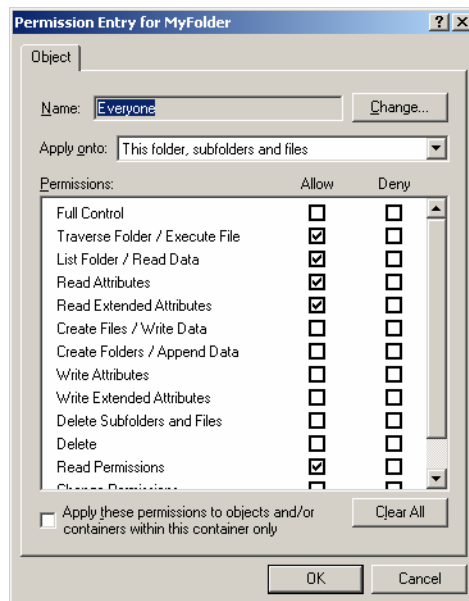 Permission Entry for MyFolder
Object
Name: Everyone Change...
Apply onto: This folder, subfolders and files
Permissions: Allow Deny
Full Control
Traverse Folder / Execute File
List Folder / Read Data
Read Attributes
Read Extended Attributes
Create Files / Write Data
Create Folders / Append Data
Write Attributes
Write Extended Attributes
Delete Subfolders and Files
Delete
Read Permissions
Change Permissions
Apply these permissions to objects and/or
containers within this container only
Clear All
OK Cancel